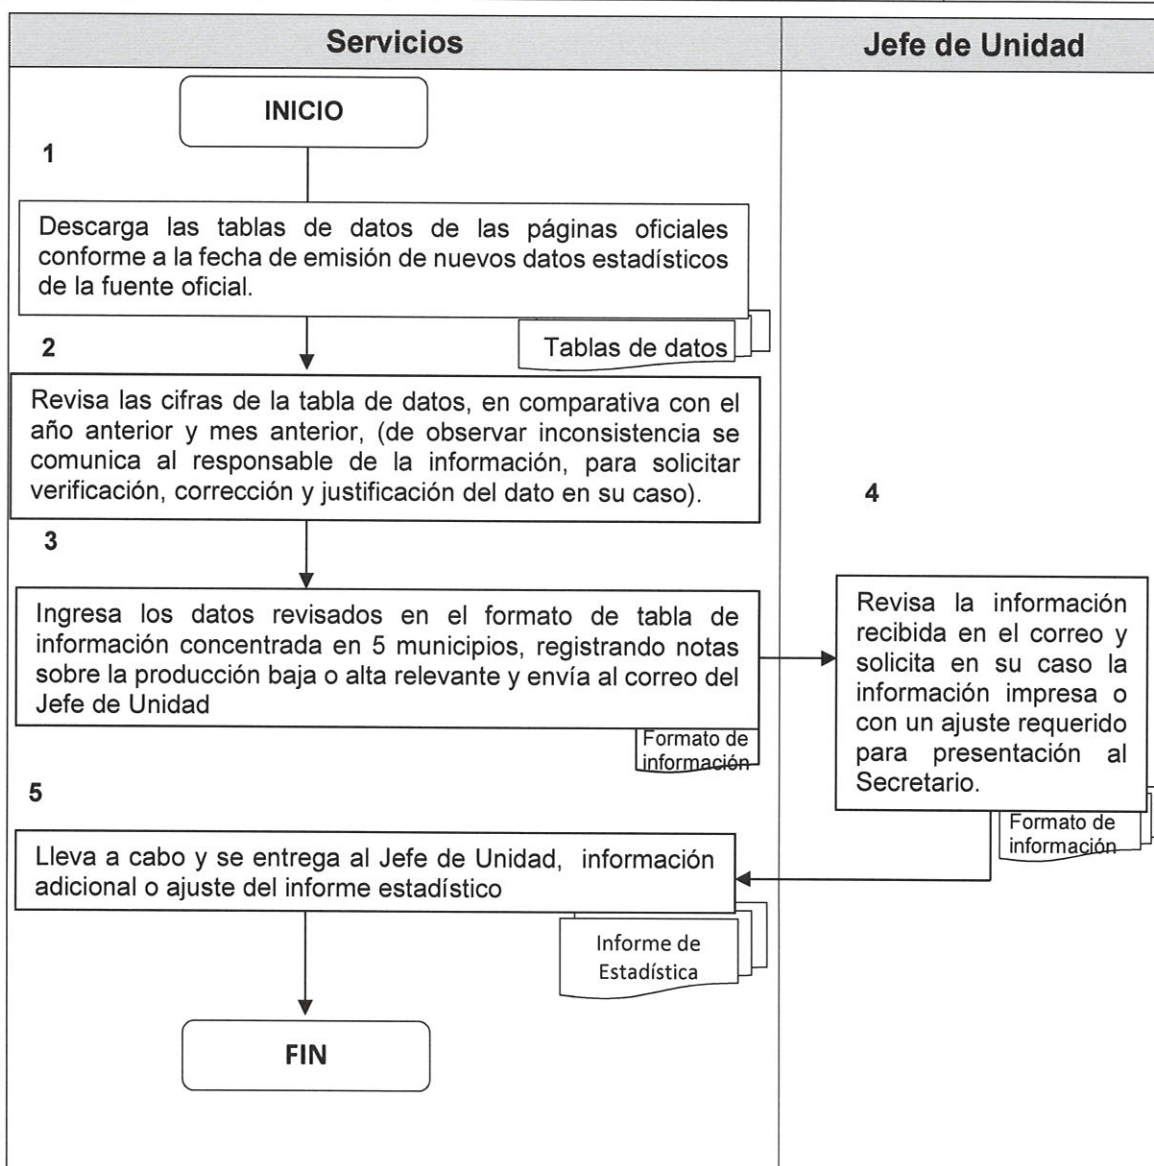 Servicios
Jefe de Unidad
INICIO
1
Descarga las tablas de datos de las páginas oficiales
conforme a la fecha de emisión de nuevos datos estadísticos
de la fuente oficial.
Tablas de datos
2
Revisa las cifras de la tabla de datos, en comparativa con el
año anterior y mes anterior, (de observar inconsistencia se
comunica al responsable de la información, para solicitar
verificación, corrección y justificación del dato en su caso).
3
Ingresa los datos revisados en el formato de tabla de
información concentrada en 5 municipios, registrando notas
sobre la producción baja o alta relevante y envía al correo del
Jefe de Unidad
Formato de
información
4
Revisa la información
recibida en el correo y
solicita en su caso la
información impresa o
con un ajuste requerido
para presentación al
Secretario.
Formato de
información
5
Lleva a cabo y se entrega al Jefe de Unidad, información
adicional o ajuste del informe estadístico
Informe de
Estadística
FIN